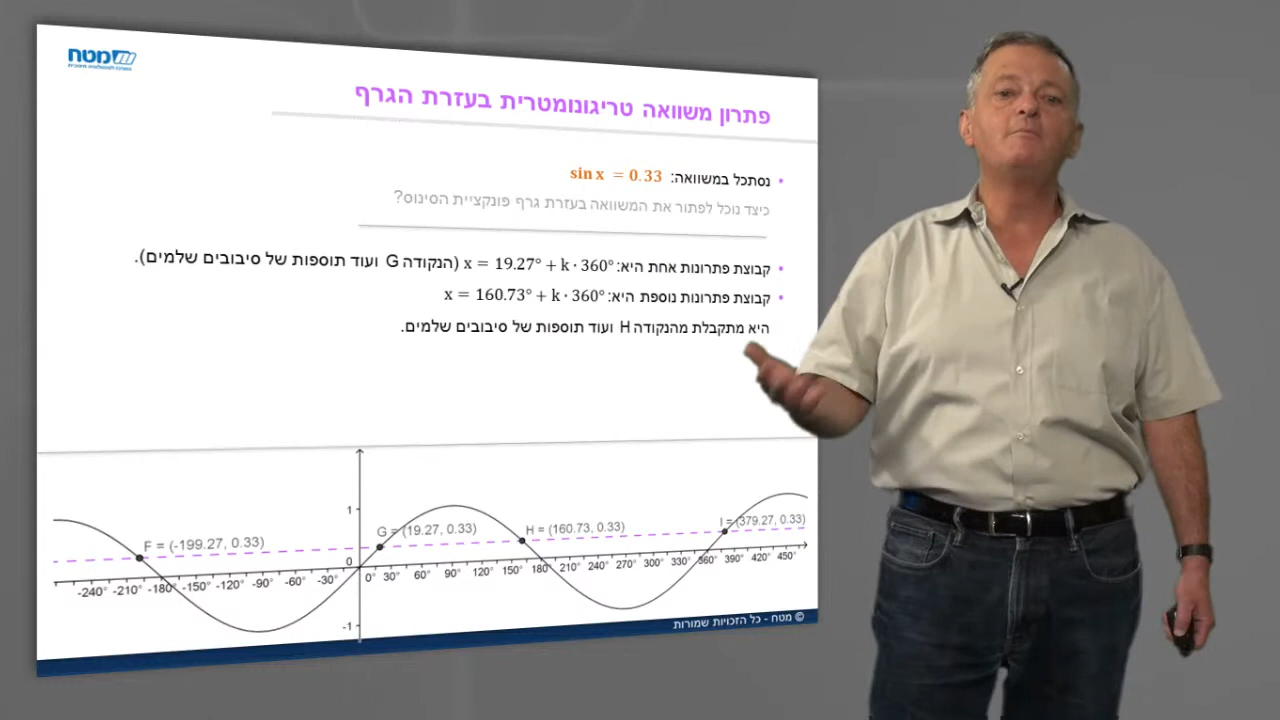 מטח
פתרון משוואה טריגונומטרית בעזרת הגרף
• נסתכל במשוואה: sin x = 0.33
כיצד נוכל לפתור את המשוואה בעזרת גרף פונקציית הסינוס?
• קבוצת פתרונות אחת היא: x = 19.27° + k · 360° (הנקודה G ועוד תוספות של סיבובים שלמים).
• קבוצת פתרונות נוספת היא: x = 160.73° + k · 360°
היא מתקבלת מהנקודה H ועוד תוספות של סיבובים שלמים.
F = (-199.27, 0.33)
G = (19.27, 0.33)
H = (160.73, 0.33)
I = (379.27, 0.33)
1
0
-1
-240° -210° -180° -150° -120° -90° -60° -30° 0° 30° 60° 90° 120° 150° 180° 210° 240° 270° 300° 330° 360° 390° 420° 450°
© מטח - כל הזכויות שמורות